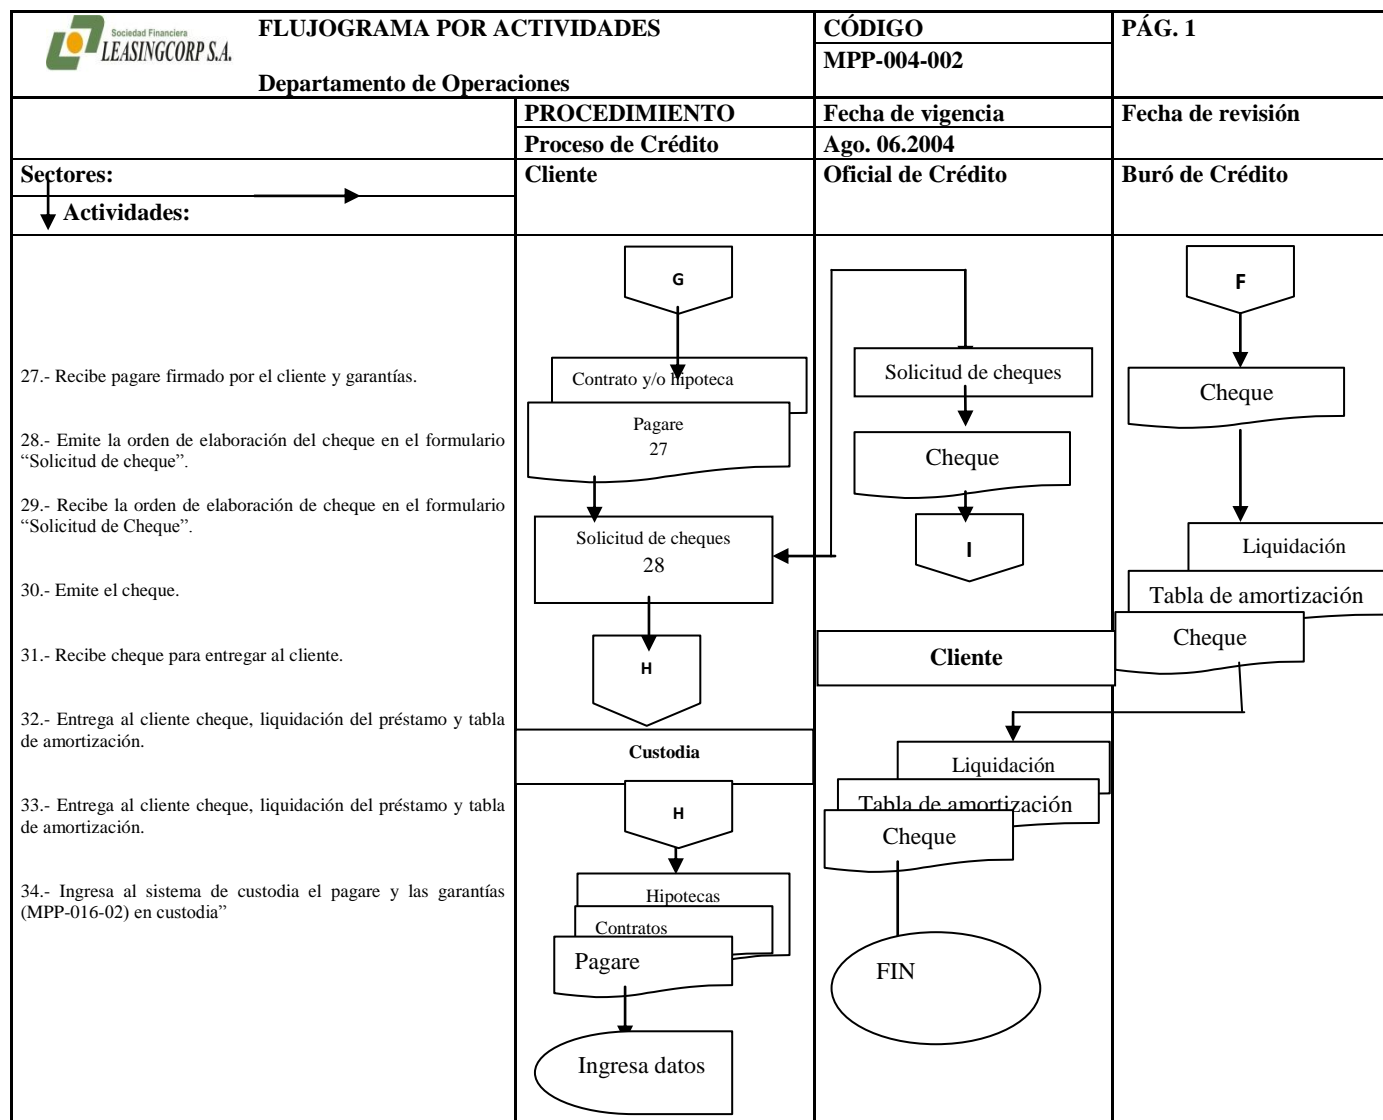 Sociedad Financiera
LEASINGCORP S.A.
FLUJOGRAMA POR ACTIVIDADES
Departamento de Operaciones
CÓDIGO
MPP-004-002
PÁG. 1
PROCEDIMIENTO
Proceso de Crédito
Fecha de vigencia
Ago. 06.2004
Fecha de revisión
Sectores:
Actividades:
Cliente
Oficial de Crédito
Buró de Crédito
27.- Recibe pagare firmado por el cliente y garantías.
28.- Emite la orden de elaboración del cheque en el formulario
“Solicitud de cheque”.
29.- Recibe la orden de elaboración de cheque en el formulario
“Solicitud de Cheque”.
30.- Emite el cheque.
31.- Recibe cheque para entregar al cliente.
32.- Entrega al cliente cheque, liquidación del préstamo y tabla
de amortización.
33.- Entrega al cliente cheque, liquidación del préstamo y tabla
de amortización.
34.- Ingresa al sistema de custodia el pagare y las garantías
(MPP-016-02) en custodia”
G
Contrato y/o hipoteca
Pagare
27
Solicitud de cheques
28
H
Custodia
H
Hipotecas
Contratos
Pagare
Ingresa datos
Solicitud de cheques
Cheque
I
Cliente
Liquidación
Tabla de amortización
Cheque
FIN
F
Cheque
Liquidación
Tabla de amortización
Cheque